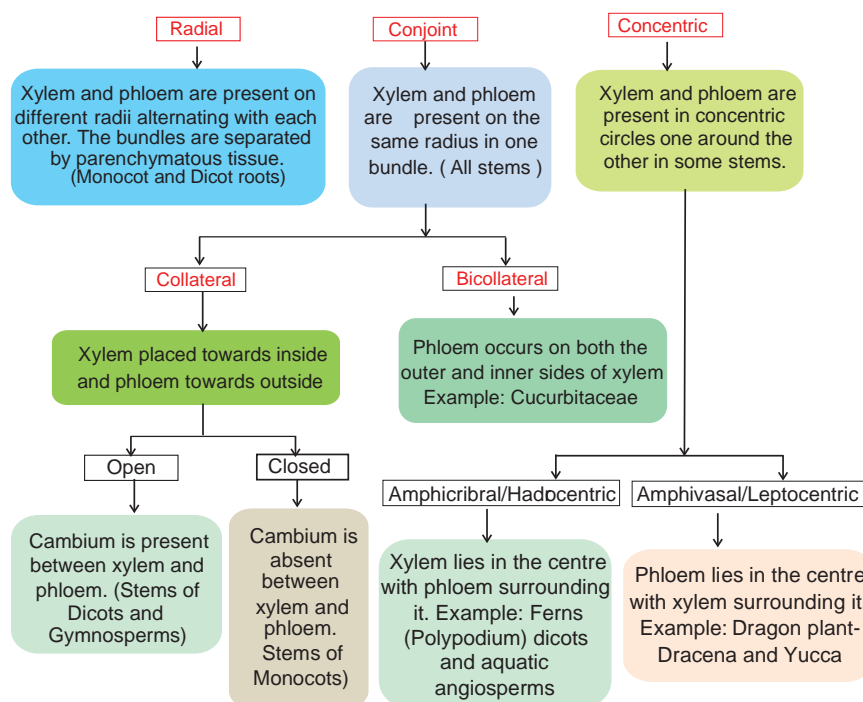 Radial
Conjoint
Concentric
Xylem and phloem are present on
different radii alternating with each
other. The bundles are separated
by parenchymatous tissue.
(Monocot and Dicot roots)
Xylem and phloem
are present on the
same radius in one
bundle. ( All stems )
Xylem and phloem are
present in concentric
circles one around the
other in some stems.
Collateral
Bicollateral
Xylem placed towards inside
and phloem towards outside
Phloem occurs on both the
outer and inner sides of xylem
Example: Cucurbitaceae
Open
Closed
Amphicribral/Hadocentric
Amphivasal/Leptocentric
Cambium is present
between xylem and
phloem. (Stems of
Dicots and
Gymnosperms)
Cambium is
absent
between
xylem and
phloem.
Stems of
Monocots)
Xylem lies in the centre
with phloem surrounding
it. Example: Ferns
(Polypodium) dicots
and aquatic
angiosperms
Phloem lies in the centre
with xylem surrounding it.
Example: Dragon plant-
Dracena and Yucca